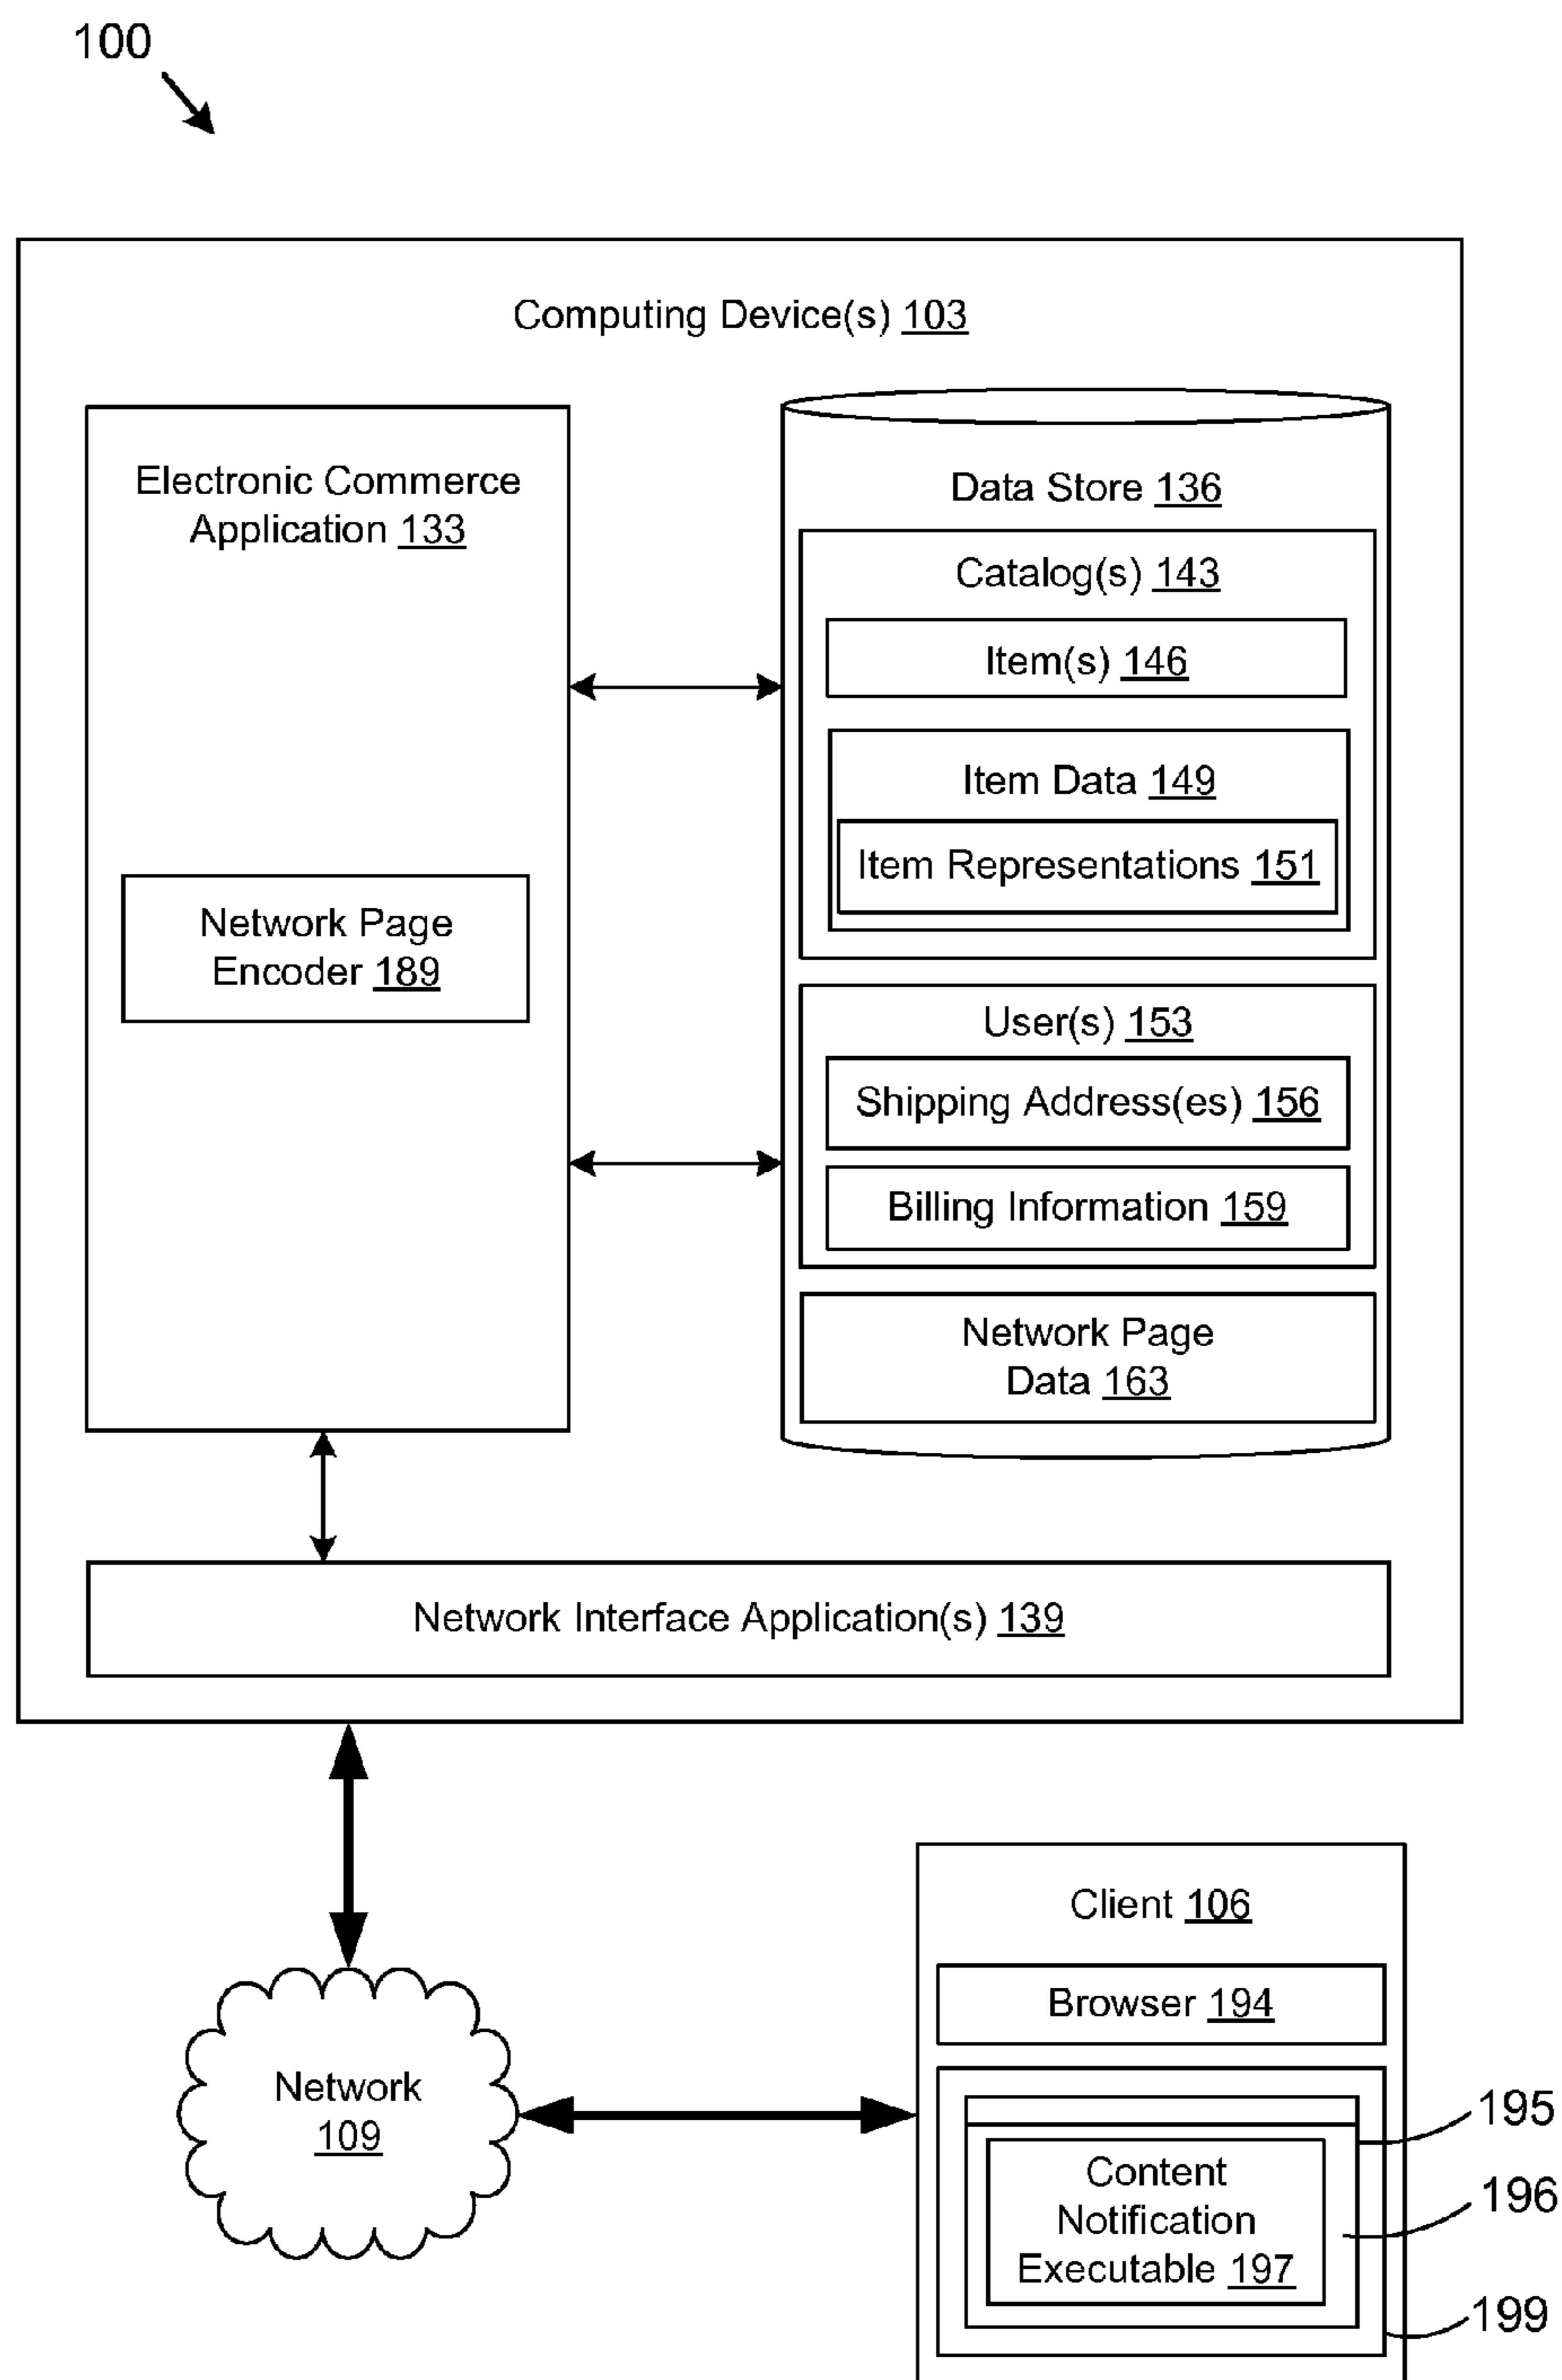 100
Computing Device(s) 103
Electronic Commerce
Application 133
Network Page
Encoder 189
Data Store 136
Catalog(s) 143
Item(s) 146
Item Data 149
Item Representations 151
User(s) 153
Shipping Address(es) 156
Billing Information 159
Network Page
Data 163
Network Interface Application(s) 139
Network
109
Client 106
Browser 194
Content
Notification
Executable 197
195
196
199